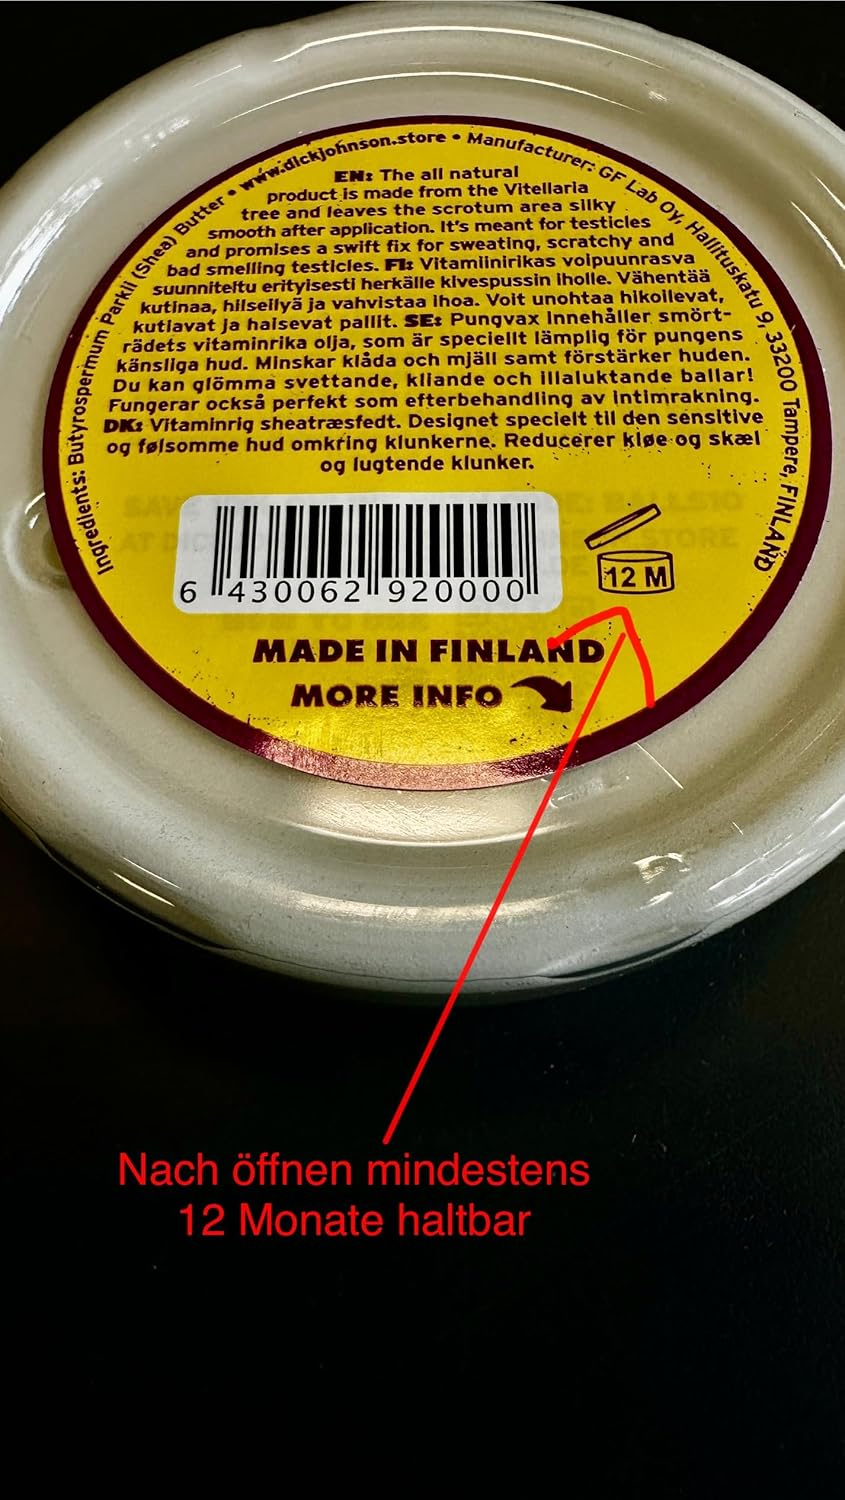 Ingredients: Butyrospermum Parkii (Shea) Butter • www.dickjohnson.store • Manufacturer: GF Lab Oy, Hallituskatu 9, 33200 Tampere, FINLAND
EN: The all natural
product is made from the Vitellaria
tree and leaves the scrotum area silky
smooth after application. It's meant for testicles
and promises a swift fix for sweating, scratchy and
bad smelling testicles. FI: Vitamiinirikas voipuunrasva
suunniteltu erityisesti herkälle kivespussin iholle. Vähentää
kutinaa, hilseilyä ja vahvistaa ihoa. Voit unohtaa hikoilevat,
kutiavat ja haisevat pallit. SE: Pungvax innehåller smört-
rädets vitaminrika olja, som är speciellt lämplig för pungens
känsliga hud. Minskar klåda och mjäll samt förstärker huden.
Du kan glömma svettande, kliande och illaluktande ballar!
Fungerar också perfekt som efterbehandling av intimrakning.
DK: Vitaminrig sheatræsfedt. Designet specielt til den sensitive
og følsomme hud omkring klunkerne. Reducerer kløe og skæl
og lugtende klunker.
12 M
6 430062 920000
MADE IN FINLAND
MORE INFO
Nach öffnen mindestens
12 Monate haltbar